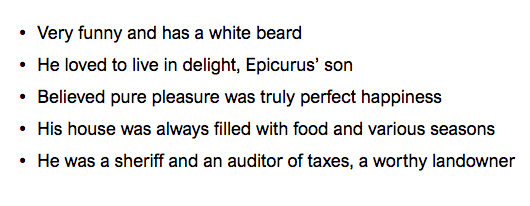 • Very funny and has a white beard
• He loved to live in delight, Epicurus’ son
• Believed pure pleasure was truly perfect happiness
• His house was always filled with food and various seasons
• He was a sheriff and an auditor of taxes, a worthy landowner